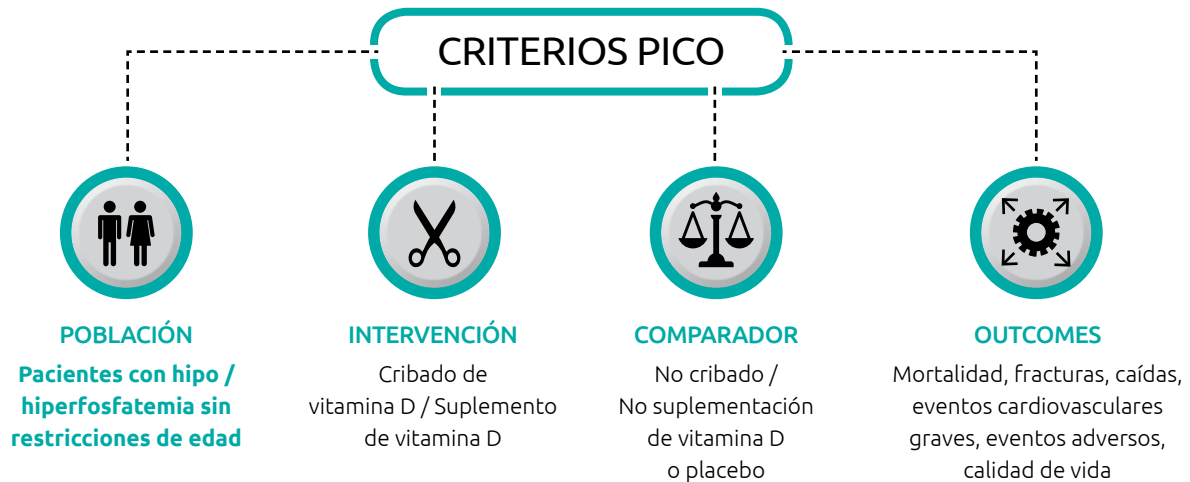 CRITERIOS PICO
POBLACIÓN
Pacientes con hipo /
hiperfosfatemia sin
restricciones de edad
INTERVENCIÓN
Cribado de
vitamina D / Suplemento
de vitamina D
COMPARADOR
No cribado /
No suplementación
de vitamina D
o placebo
OUTCOMES
Mortalidad, fracturas, caídas,
eventos cardiovasculares
graves, eventos adversos,
calidad de vida